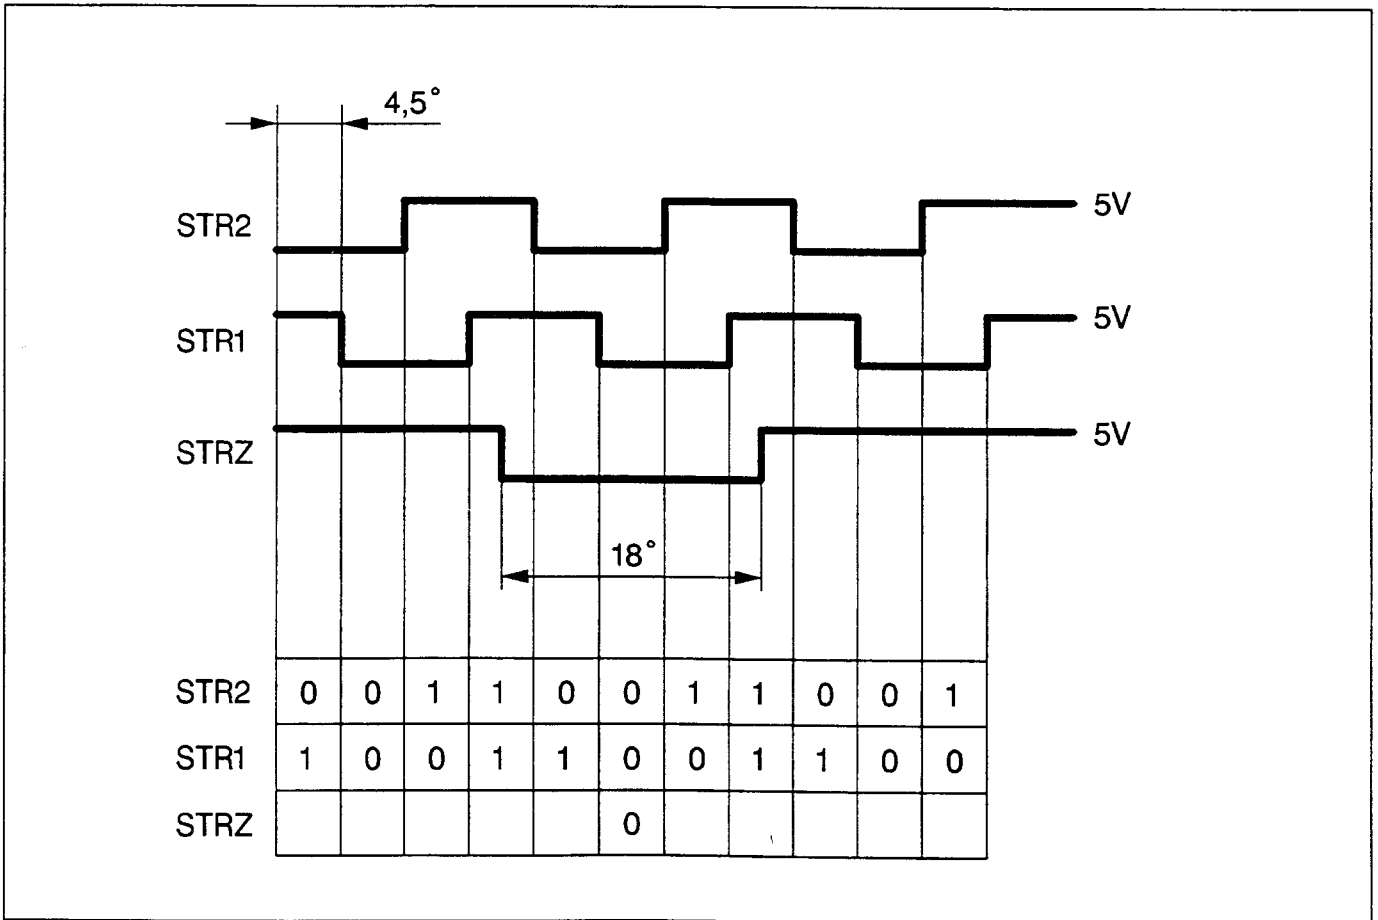 4,5°
STR2 5V
STR1 5V
STRZ 5V
18°
STR2 0 0 1 1 0 0 1 1 0 0 1
STR1 1 0 0 1 1 0 0 1 1 0 0
STRZ 0